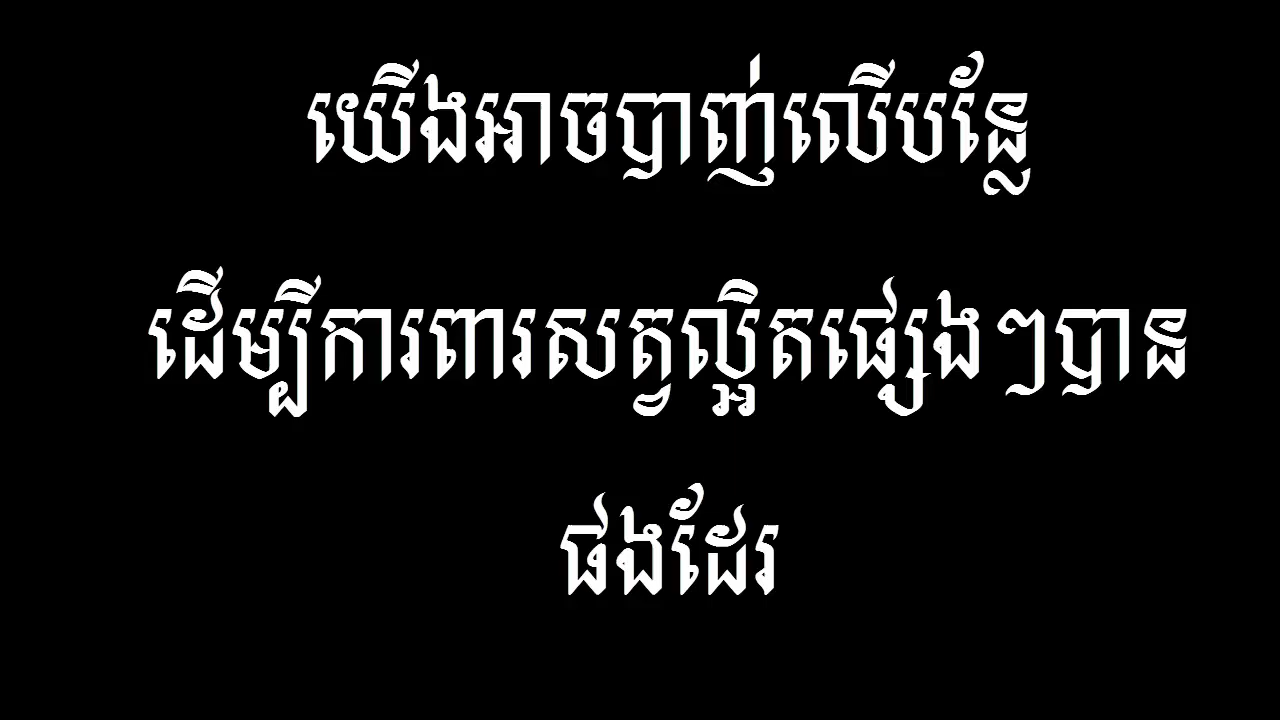 យើងអាចបាញ់លើបន្លែ
ដើម្បីការពារសត្វល្អិតផ្សេងៗបាន
ផងដែរ